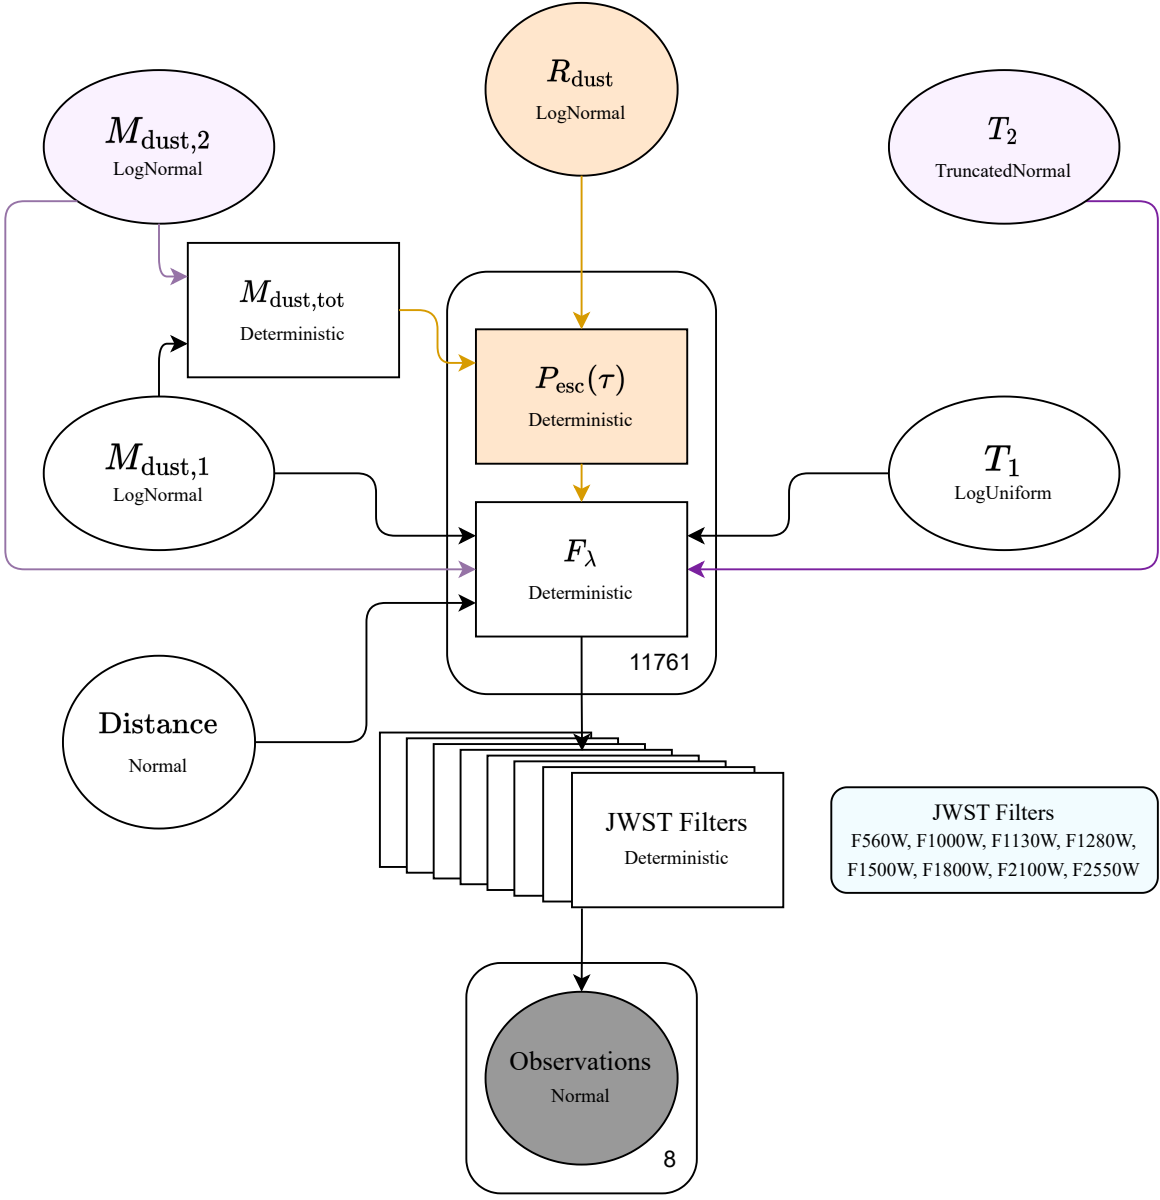 R_dust
LogNormal
M_dust,2
LogNormal
T_2
TruncatedNormal
M_dust,tot
Deterministic
P_esc(τ)
Deterministic
M_dust,1
LogNormal
T_1
LogUniform
F_λ
Deterministic
11761
Distance
Normal
JWST Filters
Deterministic
JWST Filters
F560W, F1000W, F1130W, F1280W,
F1500W, F1800W, F2100W, F2550W
Observations
Normal
8